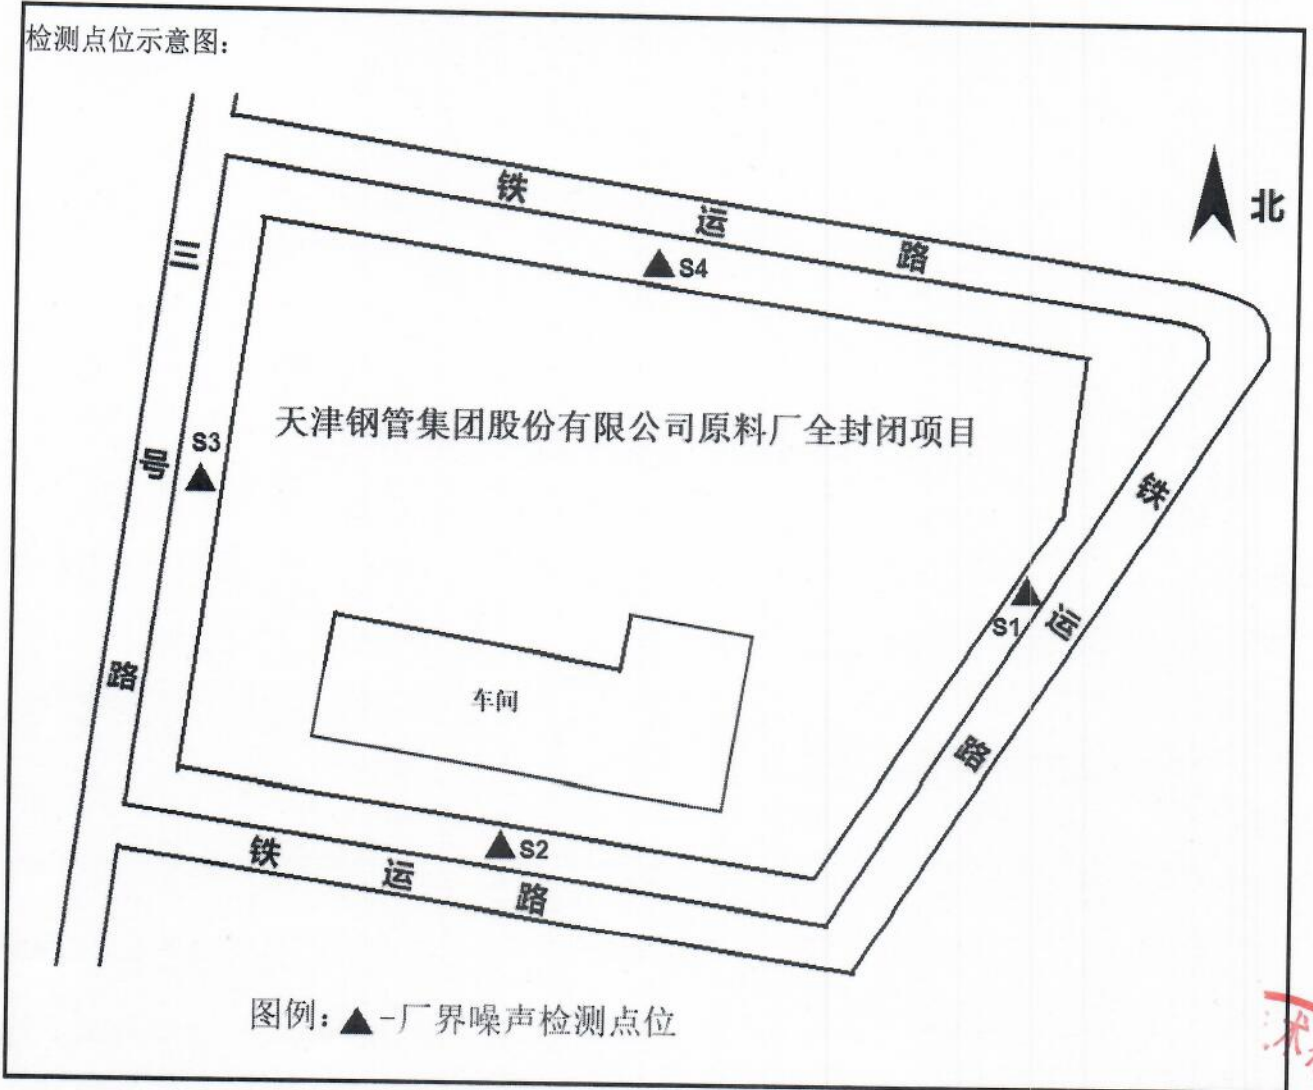 检测点位示意图：
铁运路
北
三号路
S4
天津钢管集团股份有限公司原料厂全封闭项目
S3
铁运路
S1
车间
S2
铁运路
图例：▲-厂界噪声检测点位